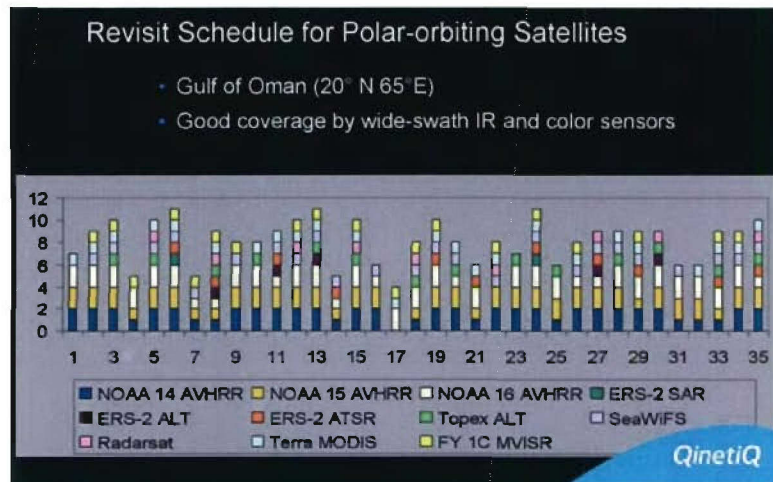 Revisit Schedule for Polar-orbiting Satellites
• Gulf of Oman (20° N 65°E)
• Good coverage by wide-swath IR and color sensors
12
10
8
6
4
2
0
1 3 5 7 9 11 13 15 17 19 21 23 25 27 29 31 33 35
NOAA 14 AVHRR NOAA 15 AVHRR NOAA 16 AVHRR ERS-2 SAR
ERS-2 ALT ERS-2 ATSR Topex ALT SeaWiFS
Radarsat Terra MODIS FY 1C MVISR
QinetiQ